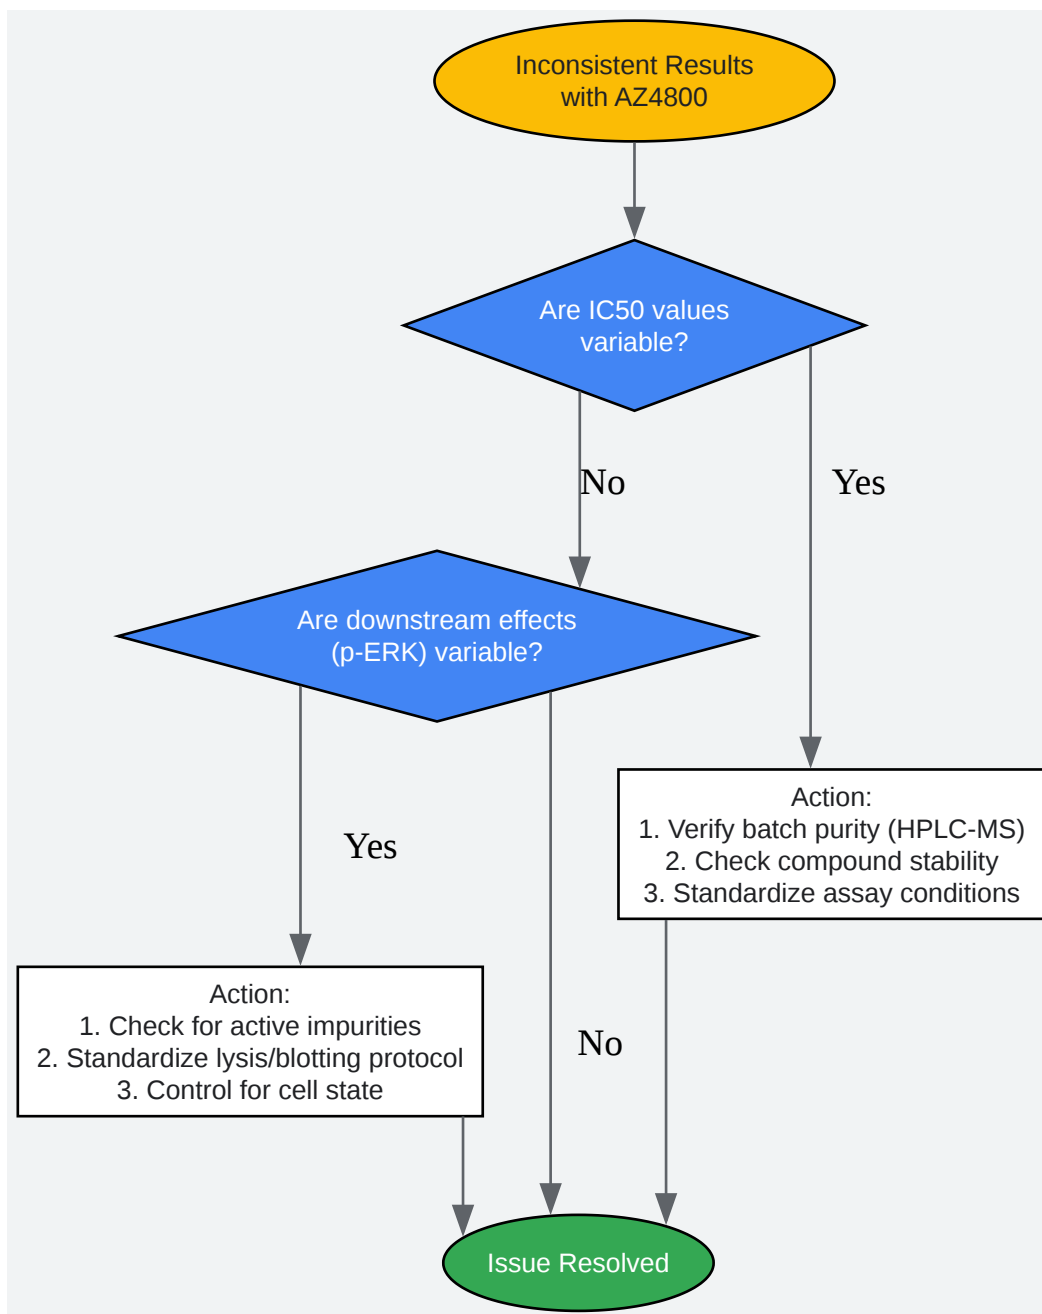 Inconsistent Results
with AZ4800
Are IC50 values
variable?
No
Yes
Are downstream effects
(p-ERK) variable?
Action:
1. Verify batch purity (HPLC-MS)
2. Check compound stability
3. Standardize assay conditions
Yes
Action:
1. Check for active impurities
2. Standardize lysis/blotting protocol
3. Control for cell state
No
Issue Resolved